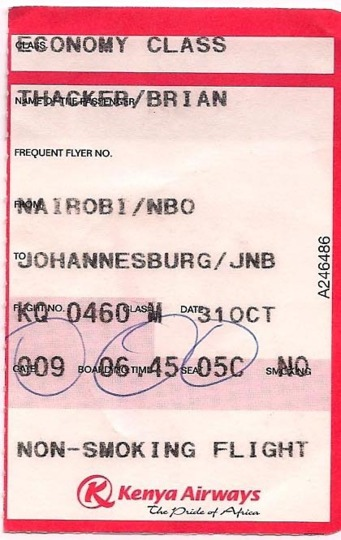 CLASS ECONOMY CLASS
NAME OF THE PASSENGER THACKER/BRIAN
FREQUENT FLYER NO.
FROM NAIROBI/NBO
TO JOHANNESBURG/JNB
FLIGHT NO. CLASS DATE
KQ 0460 M 31OCT
GATE BOARDING TIME SEAT SMOKING
009 06 45 05C NO
NON-SMOKING FLIGHT
Kenya Airways
The Pride of Africa
A246486